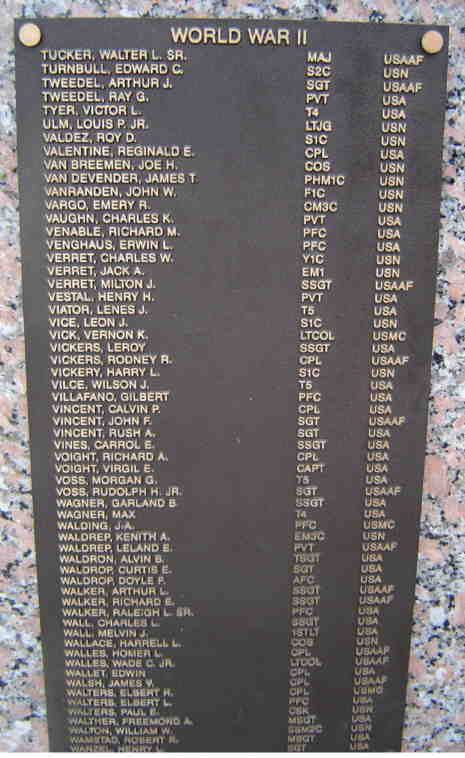 WORLD WAR II
TUCKER, WALTER L. SR. MAJ USAAF
TURNBULL, EDWARD C. S2C USN
TWEEDEL, ARTHUR J. SGT USAAF
TWEEDEL, RAY G. PVT USA
TYER, VICTOR L. T4 USA
ULM, LOUIS P. JR. LTJG USN
VALDEZ, ROY D. S1C USN
VALENTINE, REGINALD E. CPL USA
VAN BREEMEN, JOE H. COS USN
VAN DEVENDER, JAMES T. PHM1C USN
VANRANDEN, JOHN W. F1C USN
VARGO, EMERY R. CM3C USN
VAUGHN, CHARLES K. PVT USA
VENABLE, RICHARD M. PFC USA
VENGHAUS, ERWIN L. PFC USA
VERRET, CHARLES W. Y1C USN
VERRET, JACK A. EM1 USN
VERRET, MILTON J. SSGT USAAF
VESTAL, HENRY H. PVT USA
VIATOR, LENES J. T5 USA
VICE, LEON J. S1C USN
VICK, VERNON K. LTCOL USMC
VICKERS, LEROY SSGT USA
VICKERS, RODNEY R. CPL USAAF
VICKERY, HARRY L. S1C USN
VILCE, WILSON J. T5 USA
VILLAFANO, GILBERT PFC USA
VINCENT, CALVIN P. CPL USA
VINCENT, JOHN F. SGT USAAF
VINCENT, RUSH A. SGT USA
VINES, CARROL E. SSGT USA
VOIGHT, RICHARD A. CPL USA
VOIGHT, VIRGIL E. CAPT USA
VOSS, MORGAN G. T5 USA
VOSS, RUDOLPH H. JR. SGT USAAF
WAGNER, GARLAND B. SSGT USA
WAGNER, MAX T4 USA
WALDING, J.A. PFC USMC
WALDREP, KENITH A. EM3C USN
WALDREP, LELAND E. PVT USAAF
WALDRON, ALVIN B. TSGT USA
WALDROP, CURTIS E. SGT USA
WALDROP, DOYLE F. AFC USA
WALKER, ARTHUR L. SSGT USAAF
WALKER, RICHARD E. SSGT USAAF
WALKER, RALEIGH L. SR. PFC USA
WALL, CHARLES L. SSGT USA
WALL, MELVIN J. 1STLT USA
WALLACE, HARRELL L. COS USN
WALLES, HOMER L. CPL USAAF
WALLES, WADE C. JR. LTCOL USAAF
WALLET, EDWIN CPL USA
WALSH, JAMES V. CPL USAAF
WALTERS, ELBERT H. CPL USMC
WALTERS, ELBERT L. PFC USA
WALTERS, PAUL E. CSK USN
WALTHER, FREEMOND A. MSGT USA
WALTON, WILLIAM W. SSM2C USN
WAMSTAD, ROBERT R. MSGT USA
WANZEL, HENRY L. SGT USA